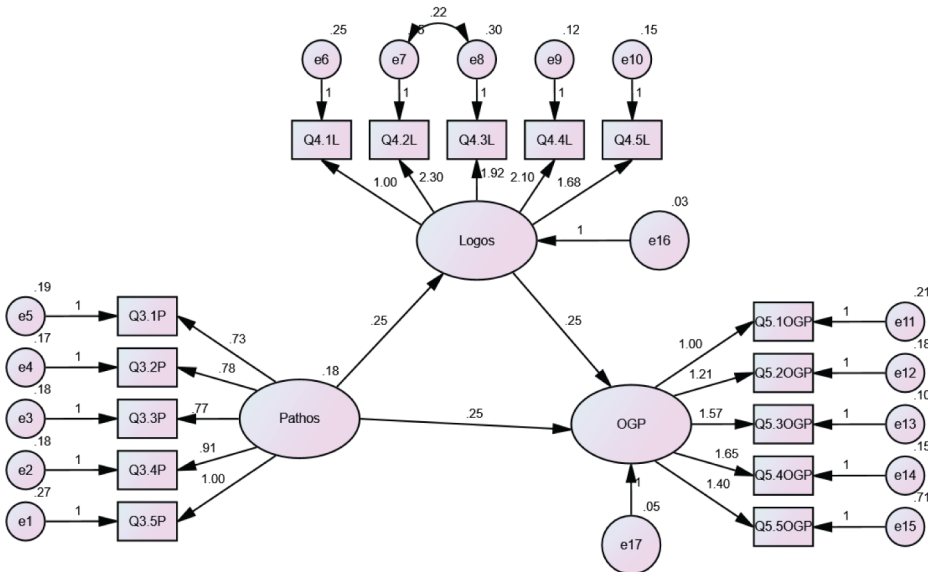 .22
.25
.30
.12
.15
e6
e7
e8
e9
e10
1
1
1
1
1
Q4.1L
Q4.2L
Q4.3L
Q4.4L
Q4.5L
1.00
2.30
1.92
2.10
1.68
.03
Logos
1
e16
.19
e5
1
Q3.1P
.73
.17
e4
1
Q3.2P
.78
.18
e3
1
Q3.3P
.77
.18
e2
1
Q3.4P
.91
.27
e1
1
Q3.5P
1.00
.18
Pathos
.25
.25
.25
OGP
1
.05
e17
1.00
Q5.1OGP
1
.21
e11
1.21
Q5.2OGP
1
.18
e12
1.57
Q5.3OGP
1
.10
e13
1.65
Q5.4OGP
1
.15
e14
1.40
Q5.5OGP
1
.71
e15